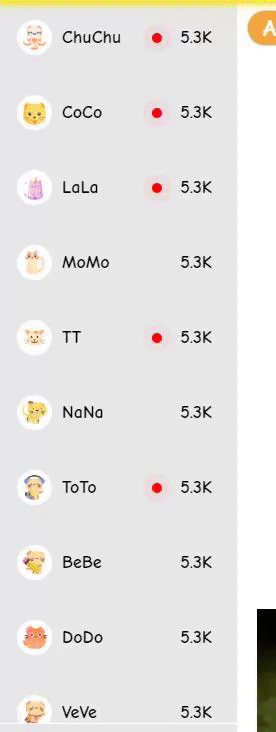 ChuChu 5.3K
A
CoCo 5.3K
LaLa 5.3K
MoMo 5.3K
TT 5.3K
NaNa 5.3K
ToTo 5.3K
BeBe 5.3K
DoDo 5.3K
VeVe 5.3K